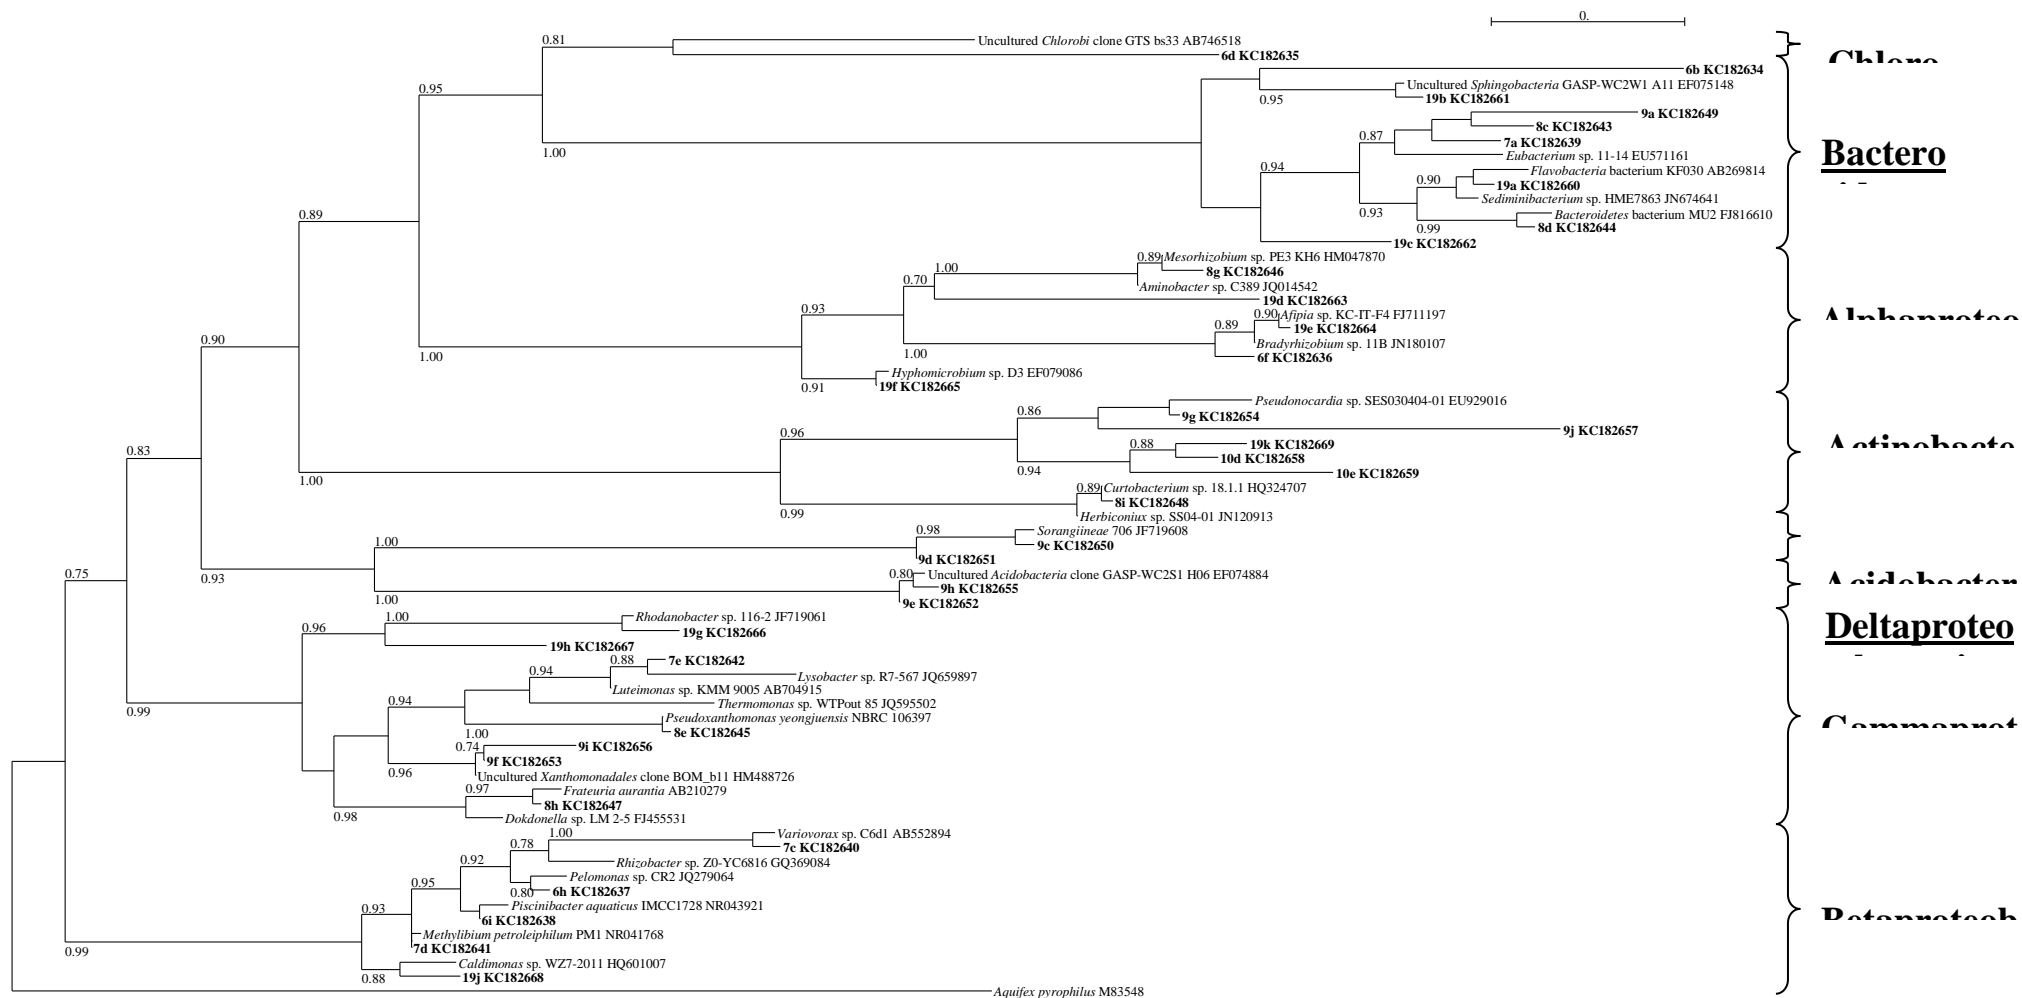 0.
0.81
Uncultured Chlorobi clone GTS bs33 AB746518
6d KC182635
6b KC182634
0.95
Uncultured Sphingobacteria GASP-WC2W1 A11 EF075148
0.95
19b KC182661
9a KC182649
8c KC182643
0.87
7a KC182639
1.00
Eubacterium sp. 11-14 EU571161
Bactero
0.94
Flavobacteria bacterium KF030 AB269814
0.90
19a KC182660
Sediminibacterium sp. HME7863 JN674641
0.93
Bacteroidetes bacterium MU2 FJ816610
0.89
0.99
8d KC182644
19c KC182662
0.89
Mesorhizobium sp. PE3 KH6 HM047870
1.00
8g KC182646
0.70
Aminobacter sp. C389 JQ014542
19d KC182663
0.93
0.90
Afipia sp. KC-IT-F4 FJ711197
0.89
19e KC182664
0.90
Bradyrhizobium sp. 11B JN180107
1.00
1.00
6f KC182636
Hyphomicrobium sp. D3 EF079086
0.91
19f KC182665
Pseudonocardia sp. SES030404-01 EU929016
0.86
9g KC182654
0.96
9j KC182657
0.83
0.88
19k KC182669
10d KC182658
0.94
10e KC182659
1.00
0.89
Curtobacterium sp. 18.1.1 HQ324707
8i KC182648
0.99
Herbiconiux sp. SS04-01 JN120913
0.98
Sorangiineae 706 JF719608
1.00
9c KC182650
9d KC182651
0.75
0.93
0.80
Uncultured Acidobacteria clone GASP-WC2S1 H06 EF074884
9h KC182655
1.00
9e KC182652
1.00
Rhodanobacter sp. 116-2 JF719061
0.96
19g KC182666
Deltaproteo
19h KC182667
0.88
7e KC182642
0.94
Lysobacter sp. R7-567 JQ659897
Luteimonas sp. KMM 9005 AB704915
0.94
Thermomonas sp. WTPout 85 JQ595502
0.99
Pseudoxanthomonas yeongjuensis NBRC 106397
1.00
8e KC182645
0.74
9i KC182656
9f KC182653
0.96
Uncultured Xanthomonadales clone BOM_b11 HM488726
0.97
Frateuria aurantia AB210279
8h KC182647
0.98
Dokdonella sp. LM 2-5 FJ455531
1.00
Variovorax sp. C6d1 AB552894
0.78
7c KC182640
0.92
Rhizobacter sp. Z0-YC6816 GQ369084
Pelomonas sp. CR2 JQ279064
0.95
0.80
6h KC182637
0.93
Piscinibacter aquaticus IMCC1728 NR043921
6i KC182638
Methylibium petroleiphilum PM1 NR041768
0.99
7d KC182641
Caldimonas sp. WZ7-2011 HQ601007
0.88
19j KC182668
Aquifex pyrophilus M83548